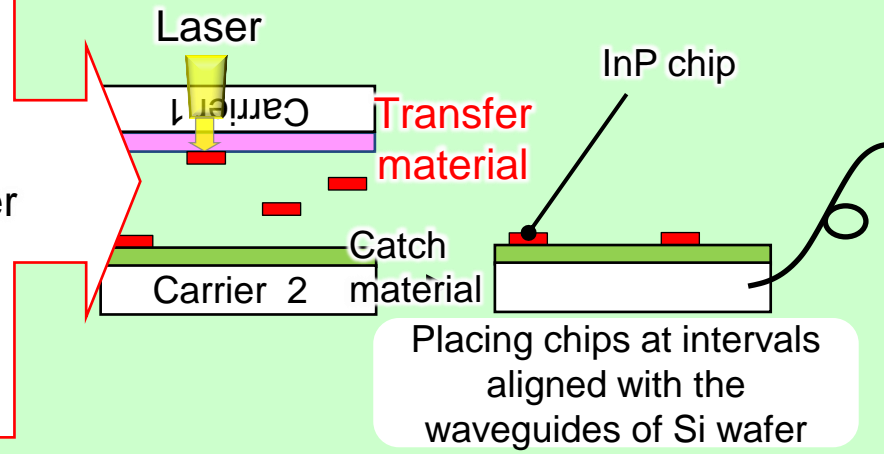 Laser
Carrier 1
Transfer
material
er
Catch
material
Carrier 2
InP chip
Placing chips at intervals
aligned with the
waveguides of Si wafer